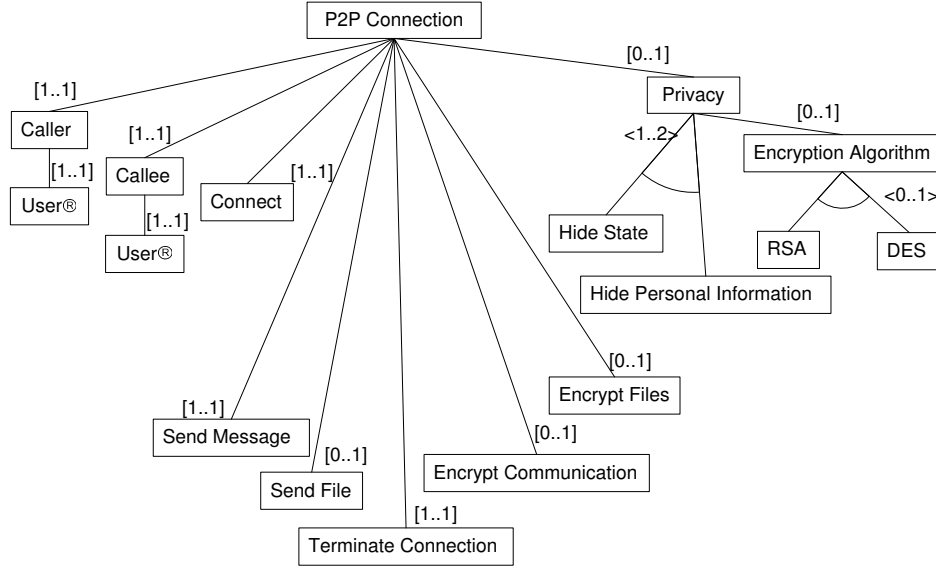 P2P Connection
[0..1]
Privacy
[1..1]
Caller
[1..1]
User®
[1..1]
Callee
[1..1]
User®
[1..1]
Connect
<1..2>
[0..1]
Encryption Algorithm
<0..1>
Hide State
RSA
DES
Hide Personal Information
[0..1]
Encrypt Files
[1..1]
Send Message
[0..1]
Encrypt Communication
[0..1]
Send File
[1..1]
Terminate Connection